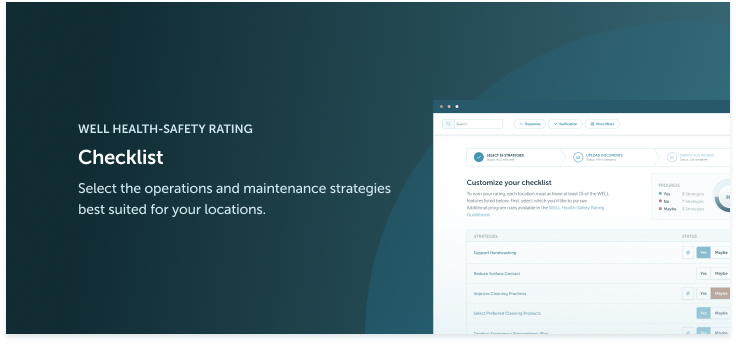 WELL HEALTH-SAFETY RATING
Checklist
Select the operations and maintenance strategies
best suited for your locations.
Search
Response
Verification
More filters
SELECT 15 STRATEGIES
UPLOAD DOCUMENTS
Customize your checklist
To earn your rating, each location must achieve at least 15 of the WELL
features listed below. First, select which you'd like to pursue.
Additional program rules available in the WELL Health-Safety Rating
Guidebook
PROGRESS
Yes
No
Maybe
STRATEGIES
STATUS
Support Handwashing
Yes
Maybe
Reduce Surface Contact
Yes
Maybe
Improve Cleaning Practices
Yes
Maybe
Select Preferred Cleaning Products
Yes
Maybe
Yes
Maybe